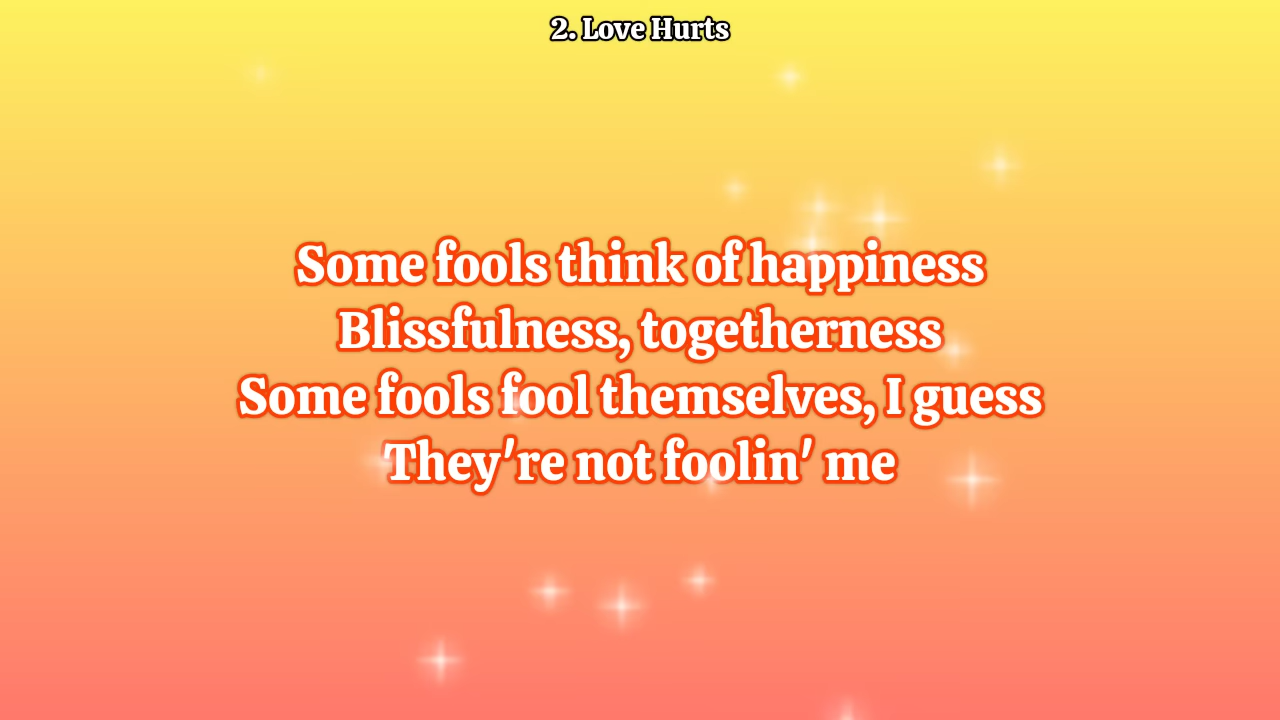 2. Love Hurts
Some fools think of happiness
Blissfulness, togetherness
Some fools fool themselves, I guess
They're not foolin' me